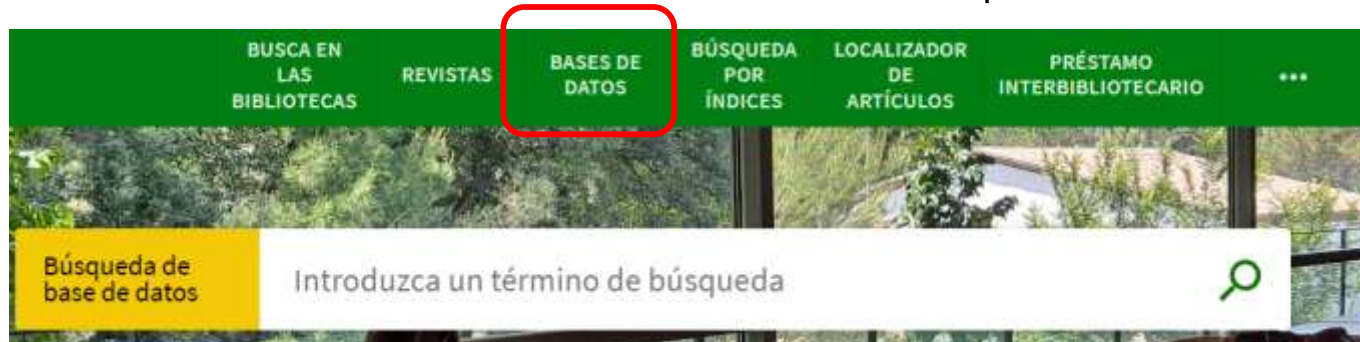 BUSCA EN
LAS
BIBLIOTECAS
REVISTAS
BASES DE
DATOS
BÚSQUEDA
POR
ÍNDICES
LOCALIZADOR
DE
ARTÍCULOS
PRÉSTAMO
INTERBIBLIOTECARIO
•••
Búsqueda de
base de datos
Introduzca un término de búsqueda